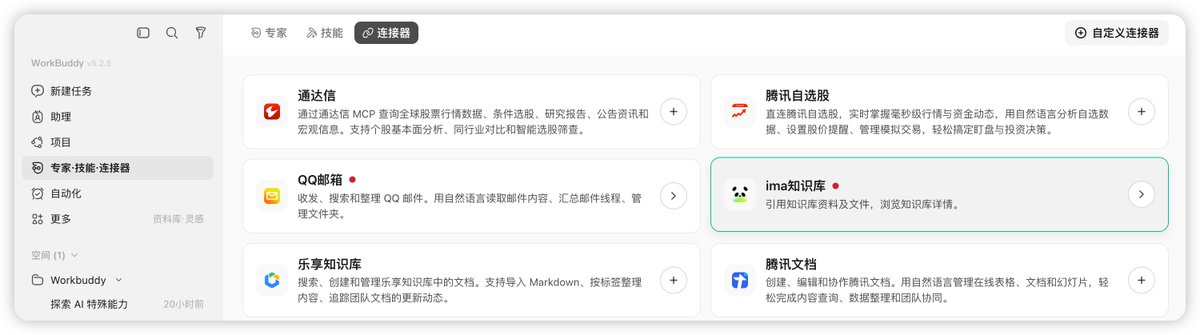 WorkBuddy v5.2.5
新建任务
助理
项目
专家·技能·连接器
自动化
更多
资料库·灵感
空间 (1)
Workbuddy
探索 AI 特殊能力
20小时前
专家
技能
连接器
自定义连接器
通达信
通过通达信 MCP 查询全球股票行情数据、条件选股、研究报告、公告资讯和
宏观信息。支持个股基本面分析、同行业对比和智能选股筛查。
腾讯自选股
直连腾讯自选股，实时掌握毫秒级行情与资金动态，用自然语言分析自选数
据、设置股价提醒、管理模拟交易，轻松搞定盯盘与投资决策。
QQ邮箱
收发、搜索和整理 QQ 邮件。用自然语言读取邮件内容、汇总邮件线程、管
理文件夹。
ima知识库
引用知识库资料及文件，浏览知识库详情。
乐享知识库
搜索、创建和管理乐享知识库中的文档。支持导入 Markdown、按标签整理
内容、追踪团队文档的更新动态。
腾讯文档
创建、编辑和协作腾讯文档。用自然语言管理在线表格、文档和幻灯片，轻
松完成内容查询、数据整理和团队协同。